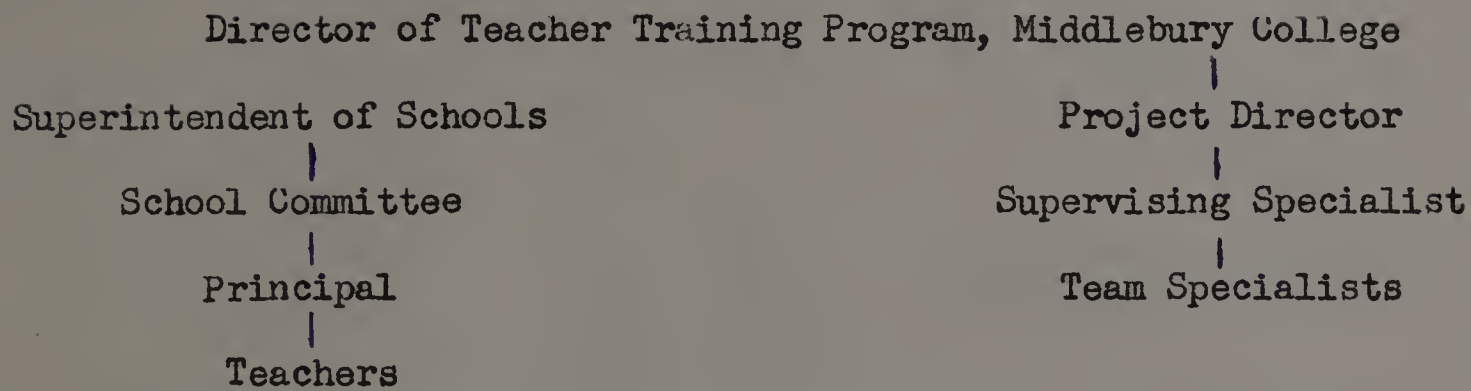 Director of Teacher Training Program, Middlebury College
Superintendent of Schools
School Committee
Principal
Teachers
Project Director
Supervising Specialist
Team Specialists